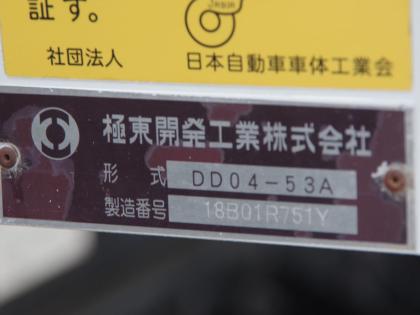 証す。
JABIA
社団法人 日本自動車車体工業会
極東開発工業株式会社
形式 DD04-53A
製造番号 18B01R751Y